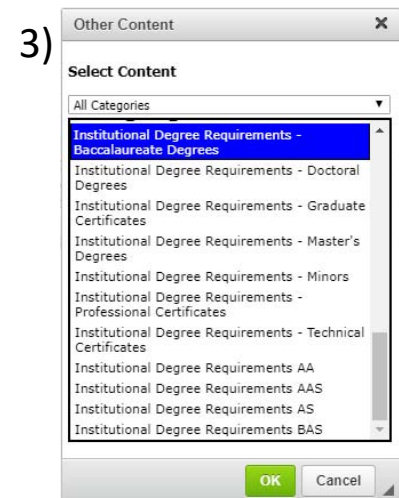 3)
Other Content
Select Content
All Categories
Institutional Degree Requirements -
Baccalaureate Degrees
Institutional Degree Requirements - Doctoral
Degrees
Institutional Degree Requirements - Graduate
Certificates
Institutional Degree Requirements - Master's
Degrees
Institutional Degree Requirements - Minors
Institutional Degree Requirements -
Professional Certificates
Institutional Degree Requirements - Technical
Certificates
Institutional Degree Requirements AA
Institutional Degree Requirements AAS
Institutional Degree Requirements AS
Institutional Degree Requirements BAS
OK Cancel